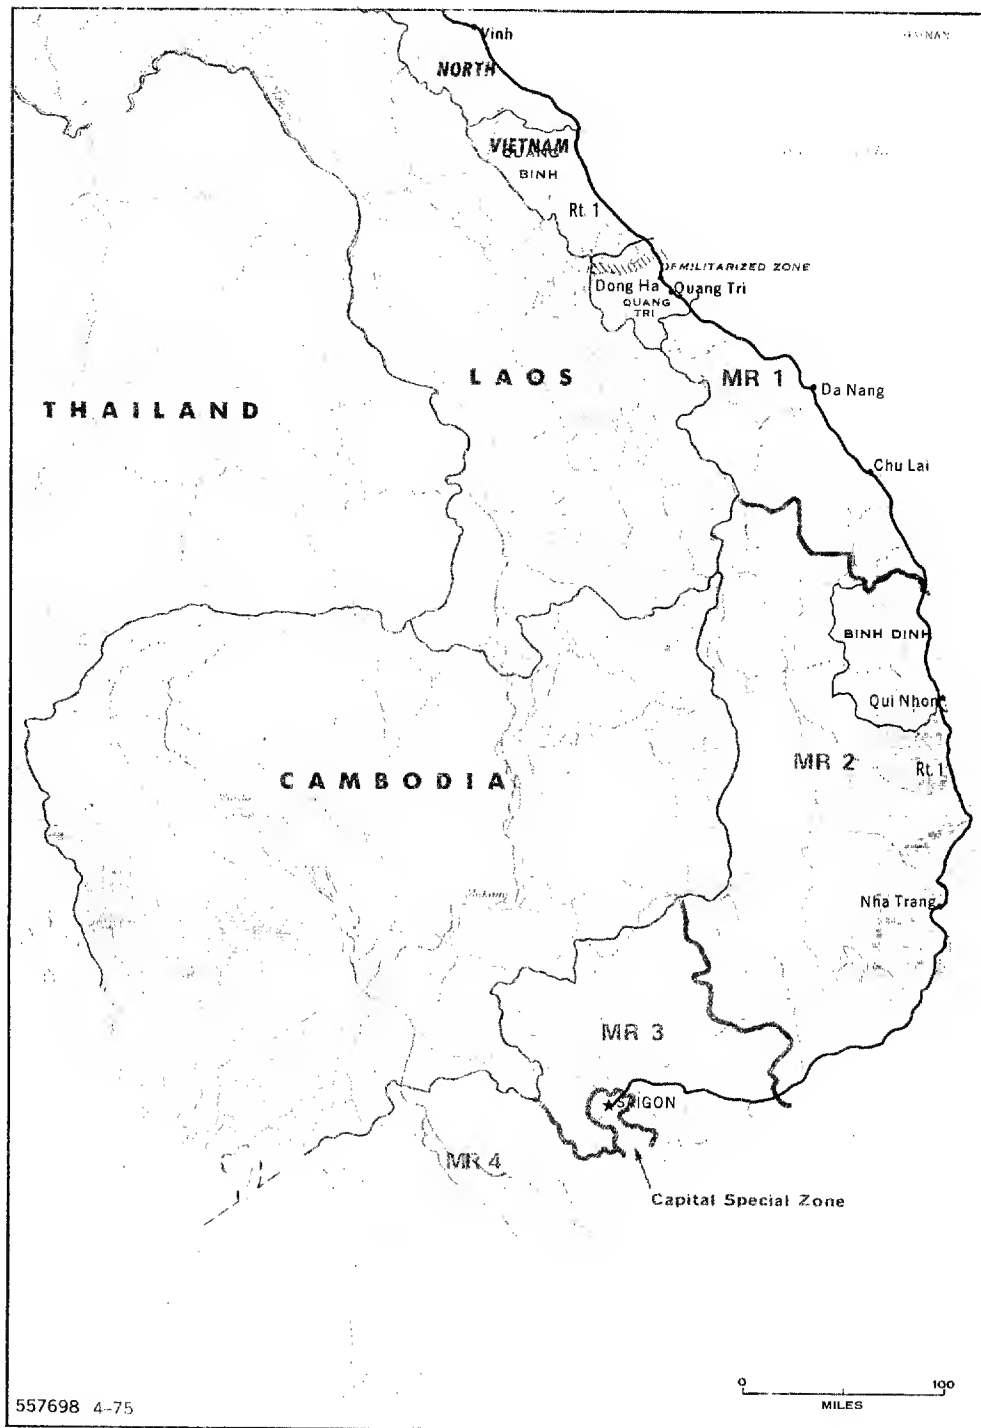 Vinh
NORTH
VIETNAM
QUANG
BINH
Rt. 1
DEMILITARIZED ZONE
Dong Ha
Quang Tri
QUANG
TRI
LAOS
MR 1
THAILAND
Da Nang
Chu Lai
BINH DINH
Qui Nhon
MR 2
CAMBODIA
Rt. 1
Mekong
Nha Trang
MR 3
SAIGON
MR 4
Capital Special Zone
0 100
MILES
557698 4-75